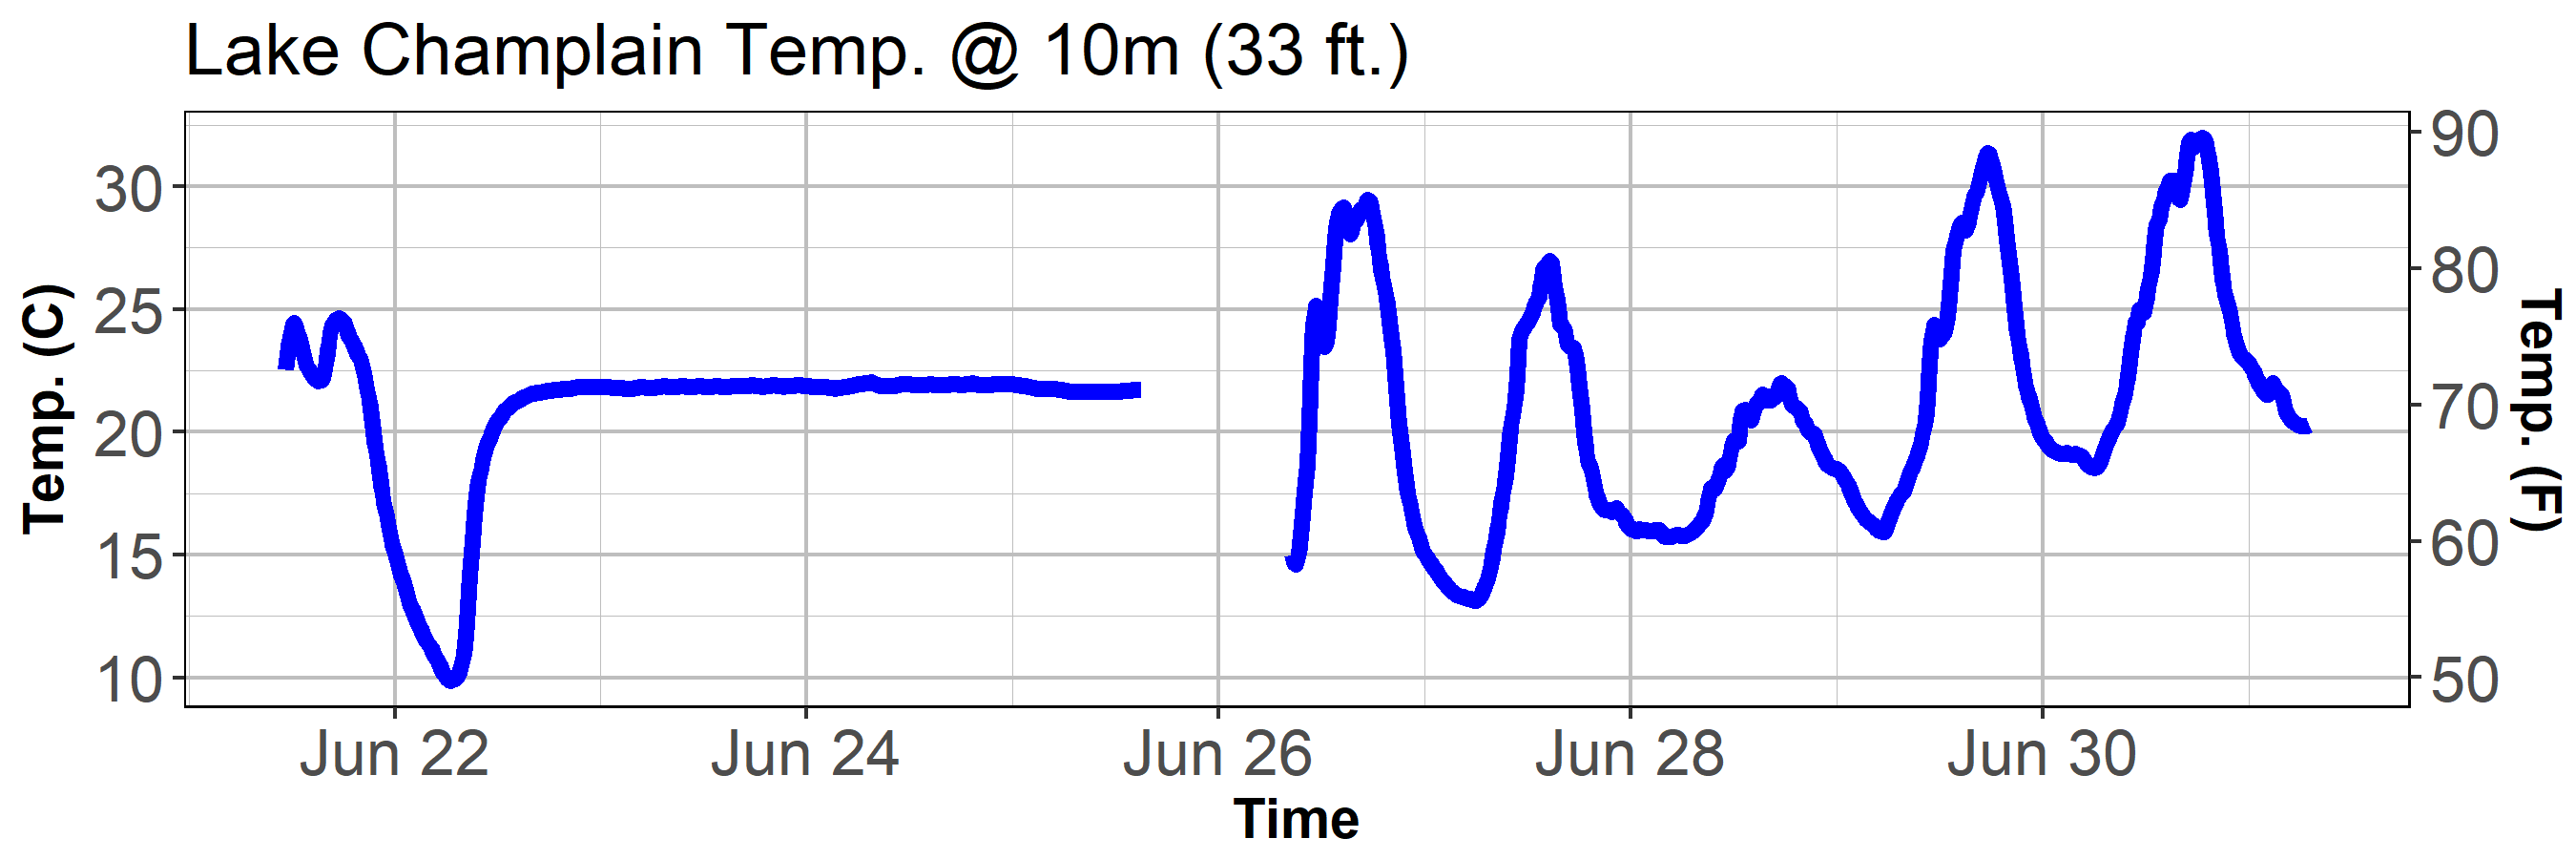 Lake Champlain Temp. @ 10m (33 ft.)
Temp. (C)
30
25
20
15
10
90
80
70
60
50
Temp. (F)
Jun 22 Jun 24 Jun 26 Jun 28 Jun 30
Time